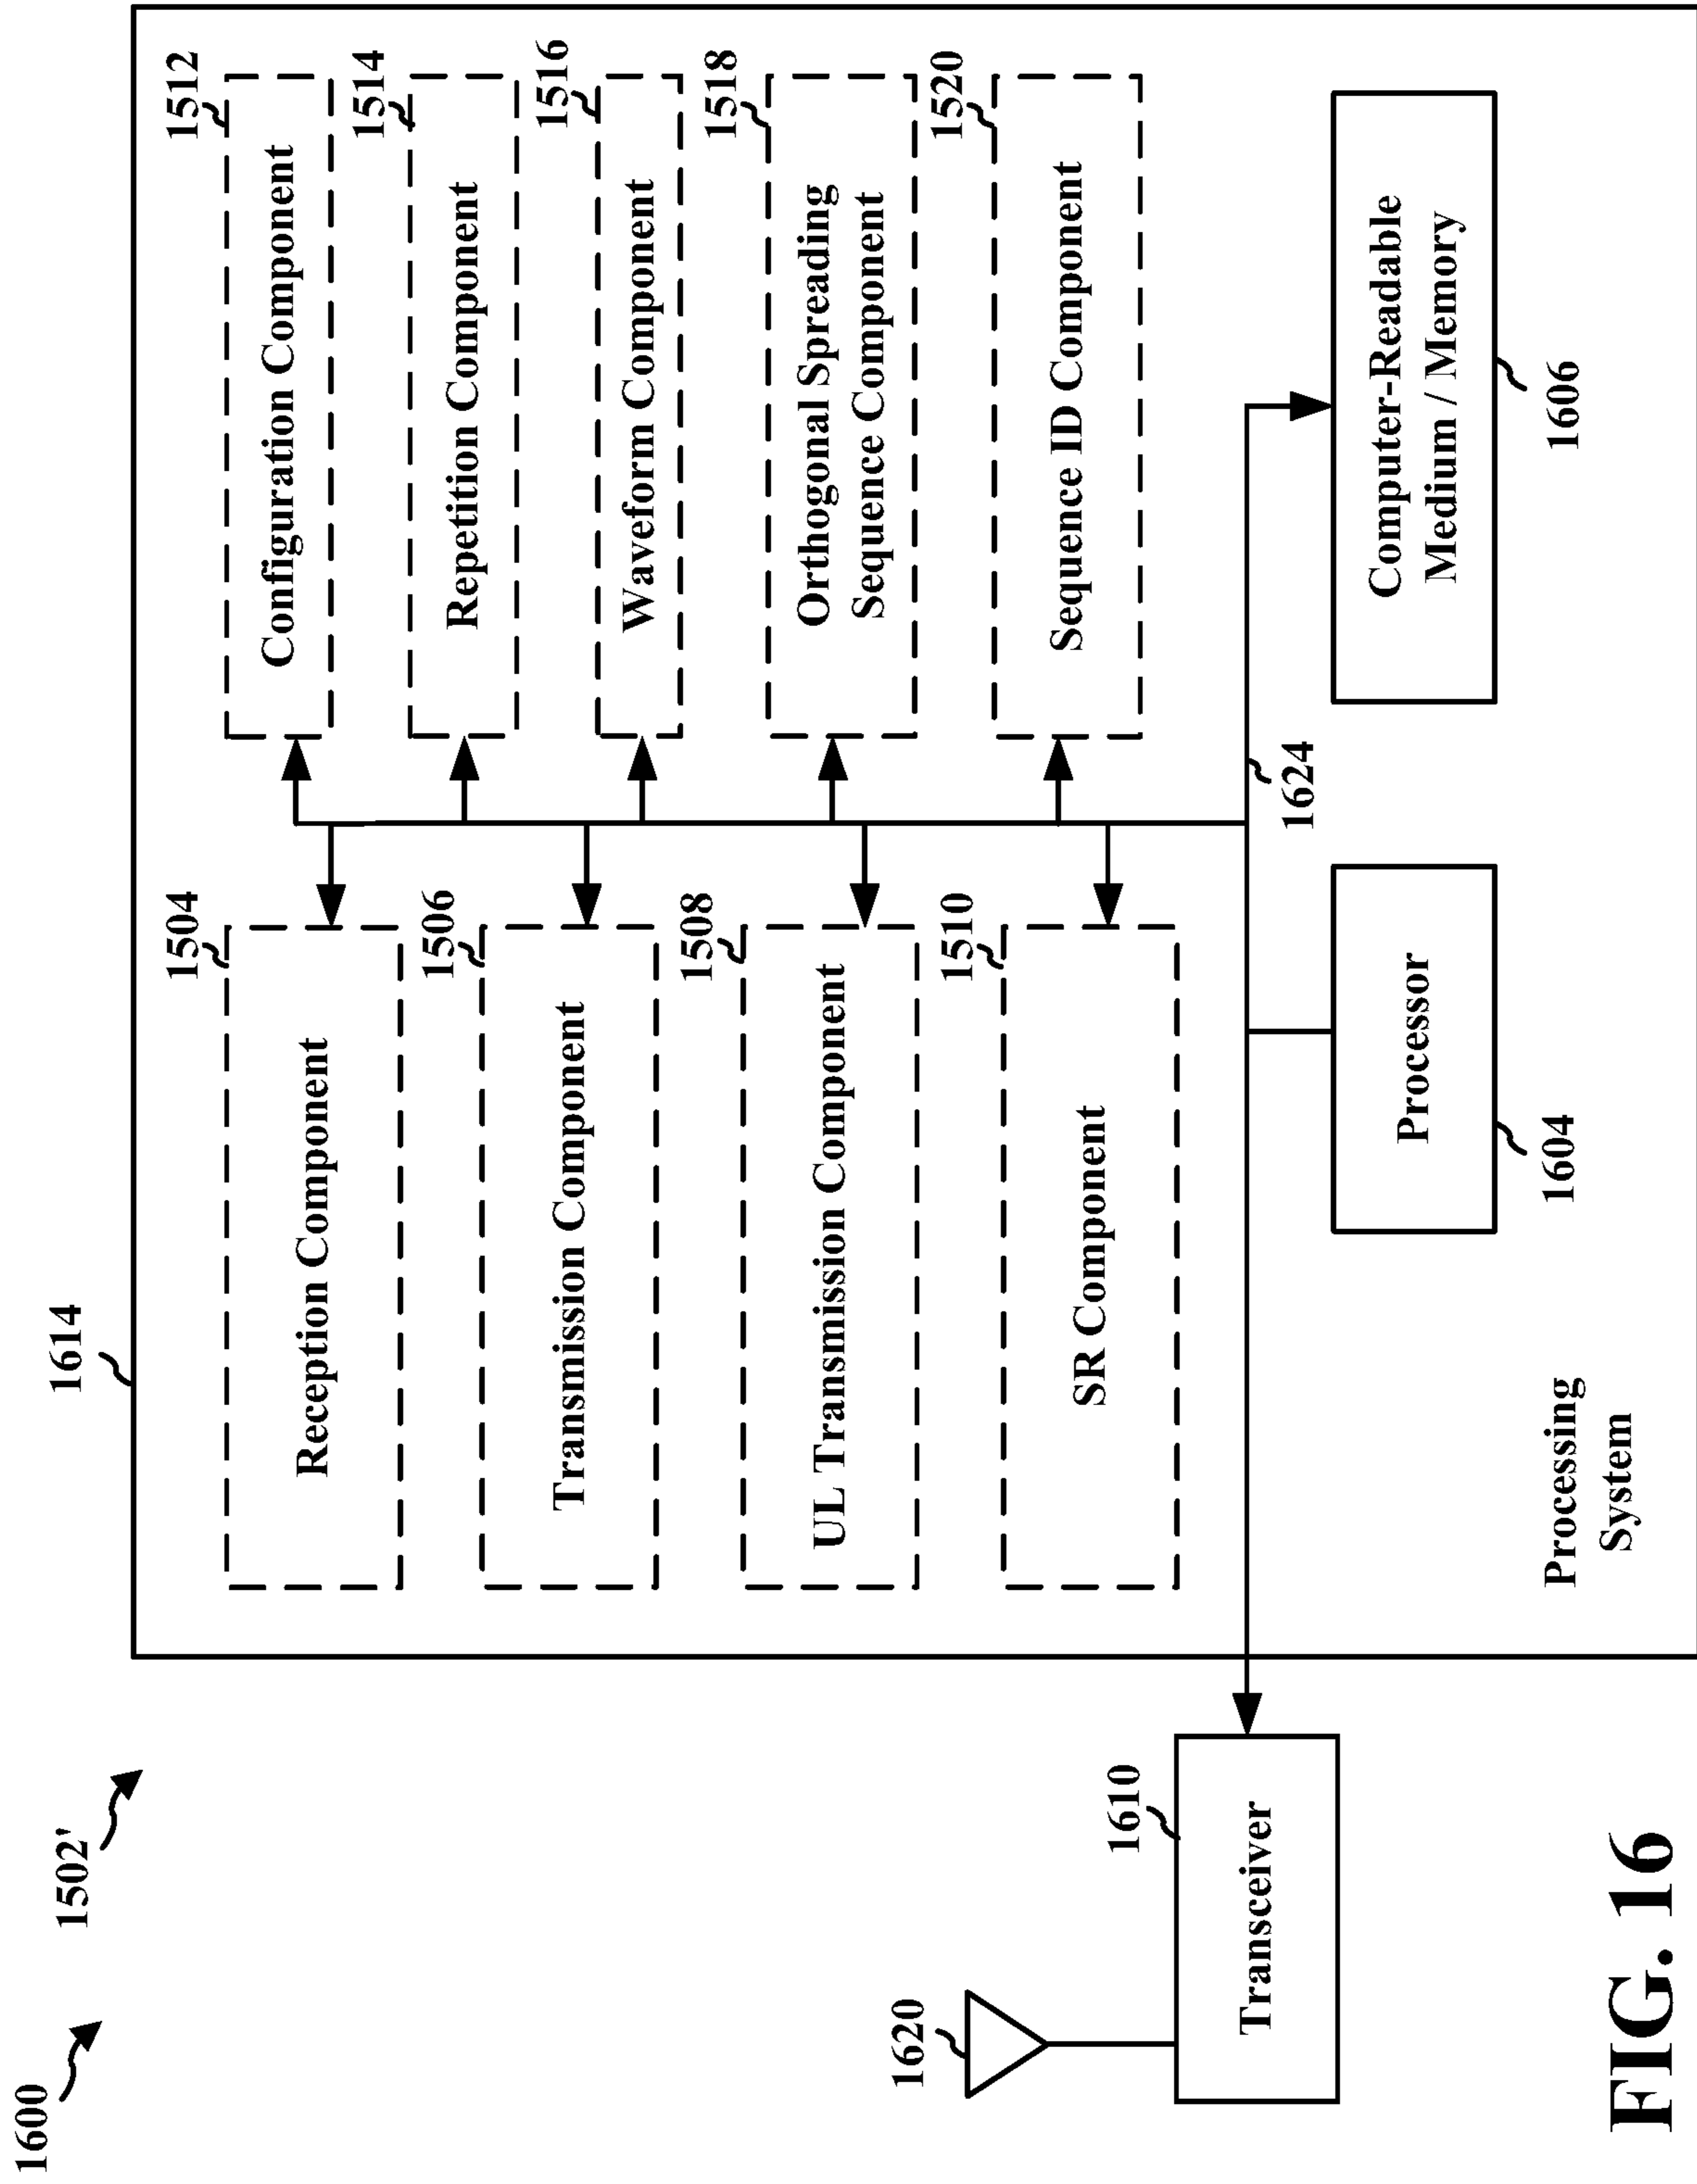 1600
1502'
1614
1504
Reception Component
1506
Transmission Component
1508
UL Transmission Component
1510
SR Component
1512
Configuration Component
1514
Repetition Component
1516
Waveform Component
1518
Orthogonal Spreading
Sequence Component
1520
Sequence ID Component
1620
1610
Transceiver
Processing
System
Processor
1604
1624
Computer-Readable
Medium / Memory
1606
FIG. 16